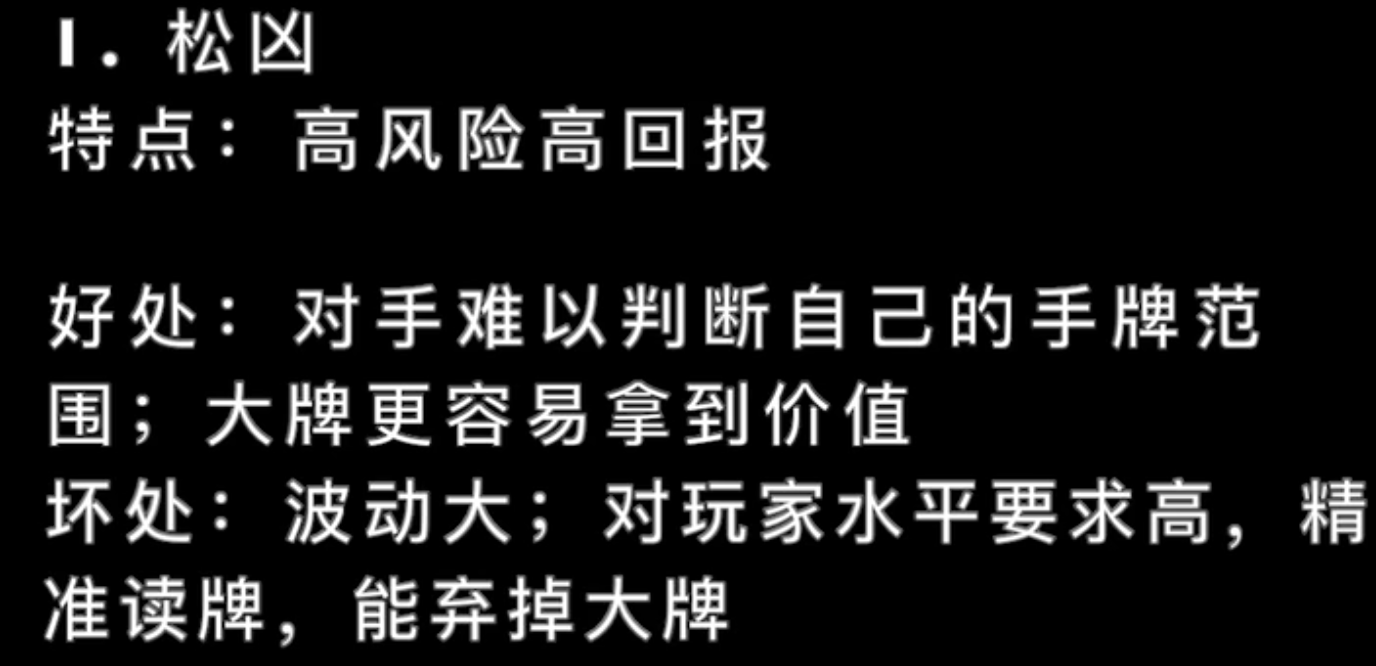 1. 松凶
特点：高风险高回报
好处：对手难以判断自己的手牌范
围；大牌更容易拿到价值
坏处：波动大；对玩家水平要求高，精
准读牌，能弃掉大牌